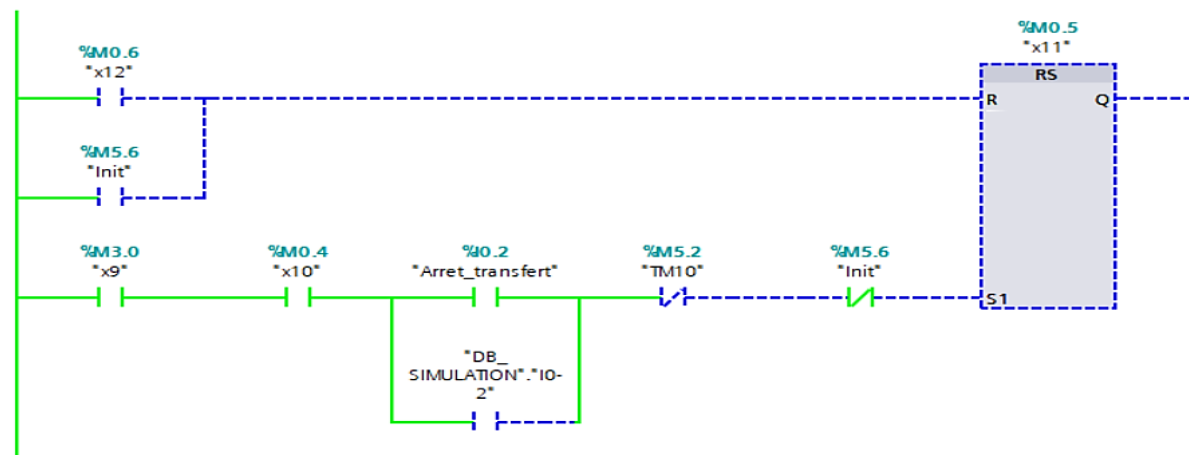 %M0.5
"x11"
%M0.6
"x12"
RS
R
Q
%M5.6
"Init"
%M3.0
"x9"
%M0.4
"x10"
%I0.2
"Arret_transfert"
%M5.2
"TM10"
%M5.6
"Init"
S1
"DB_
SIMULATION"."I0-
2"